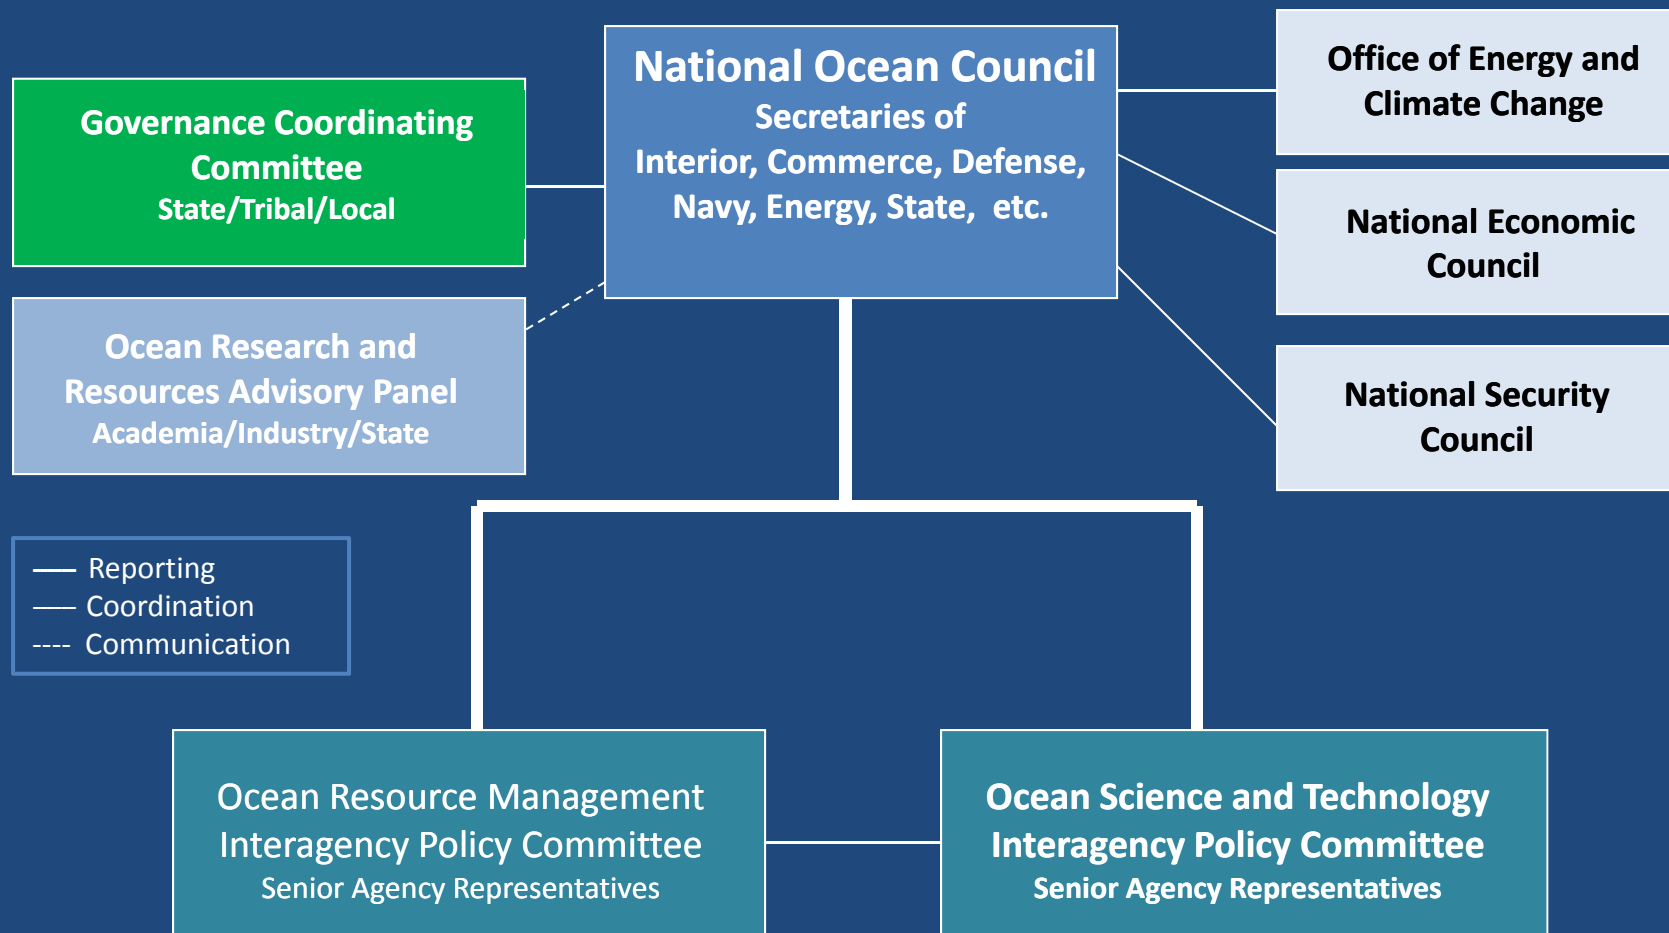 National Ocean Council
Secretaries of
Interior, Commerce, Defense,
Navy, Energy, State, etc.
Governance Coordinating
Committee
State/Tribal/Local
Ocean Research and
Resources Advisory Panel
Academia/Industry/State
Office of Energy and
Climate Change
National Economic
Council
National Security
Council
Reporting
Coordination
Communication
Ocean Resource Management
Interagency Policy Committee
Senior Agency Representatives
Ocean Science and Technology
Interagency Policy Committee
Senior Agency Representatives